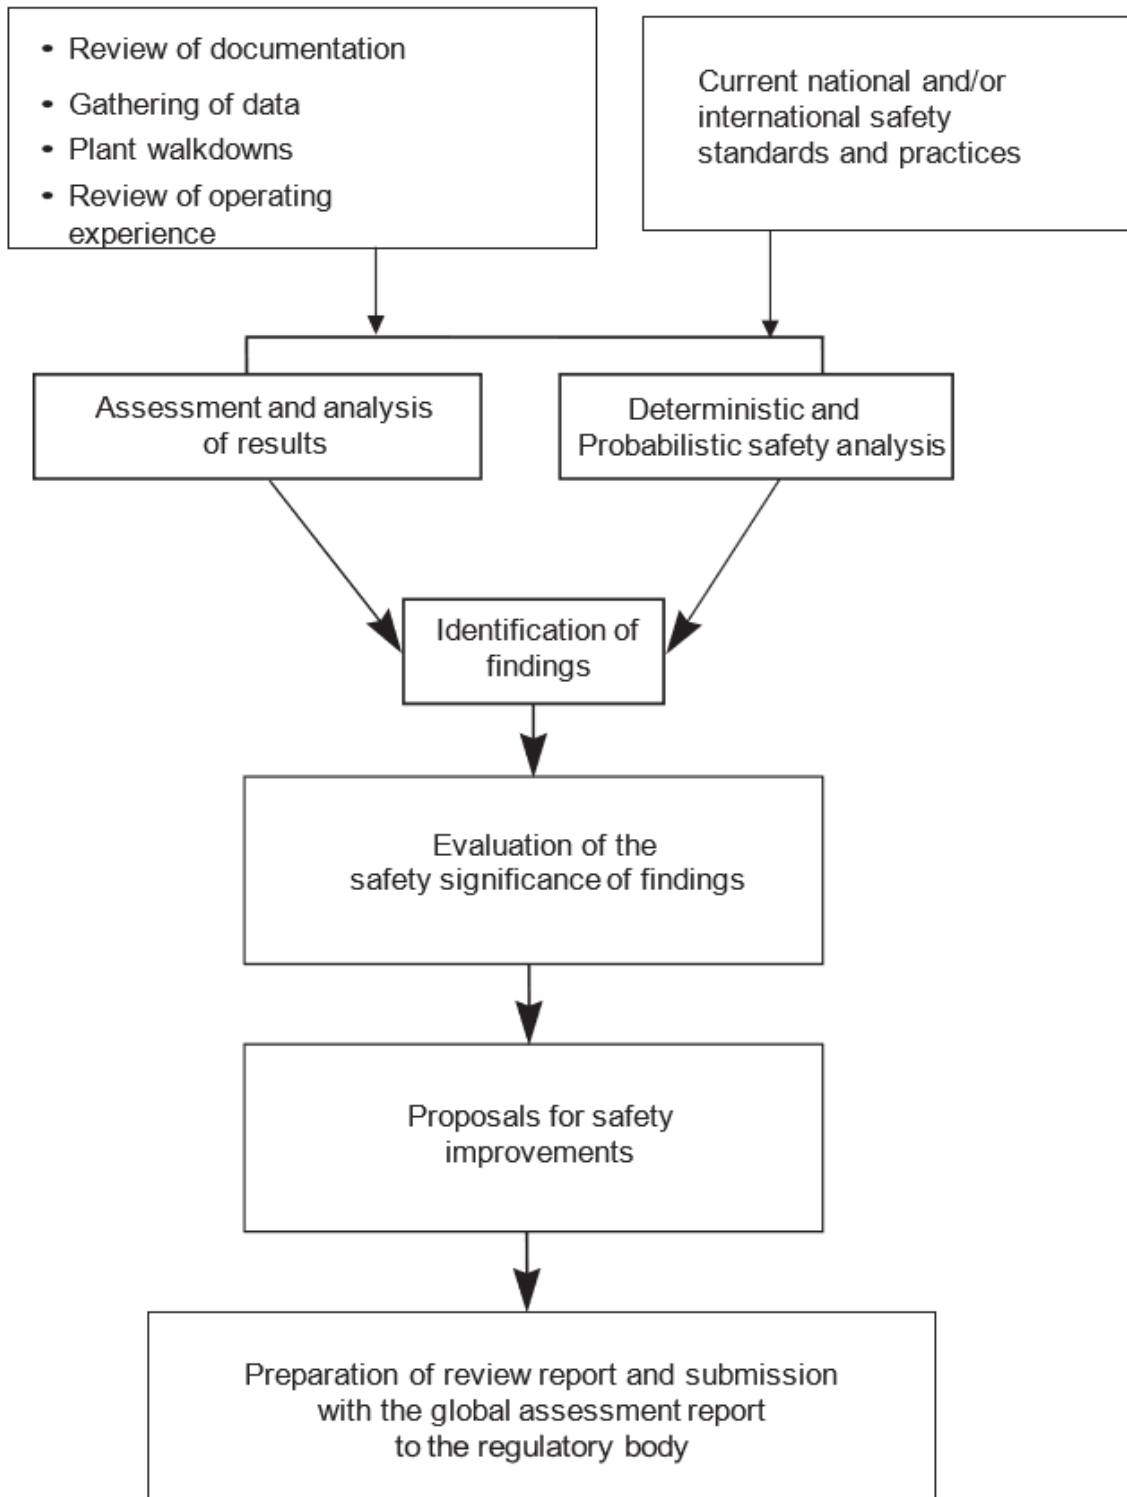 • Review of documentation
• Gathering of data
• Plant walkdowns
• Review of operating
experience
Current national and/or
international safety
standards and practices
Assessment and analysis
of results
Deterministic and
Probabilistic safety analysis
Identification of
findings
Evaluation of the
safety significance of findings
Proposals for safety
improvements
Preparation of review report and submission
with the global assessment report
to the regulatory body